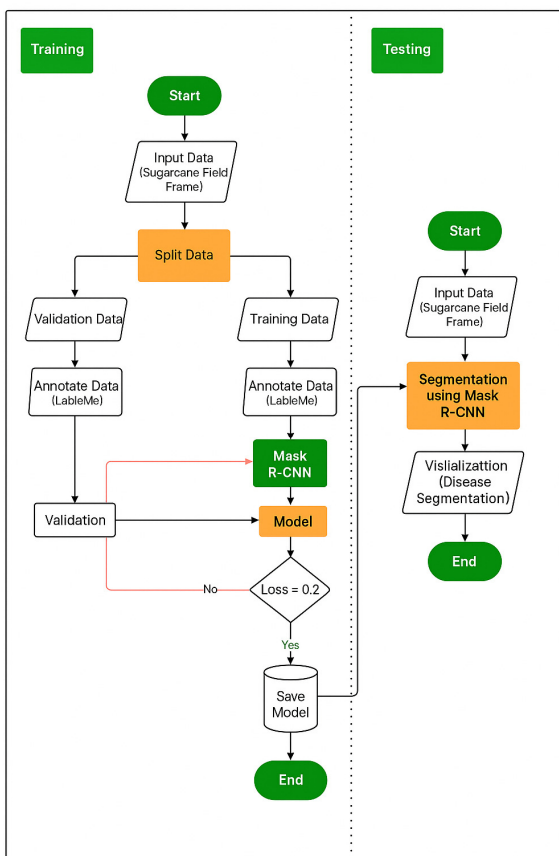 Training
Testing
Start
Input Data
(Sugarcane Field
Frame)
Split Data
Validation Data
Training Data
Annotate Data
(LableMe)
Annotate Data
(LableMe)
Mask
R-CNN
Validation
Model
No
Loss = 0.2
Yes
Save
Model
End
Start
Input Data
(Sugarcane Field
Frame)
Segmentation
using Mask
R-CNN
Vislializattion
(Disease
Segmentation)
End